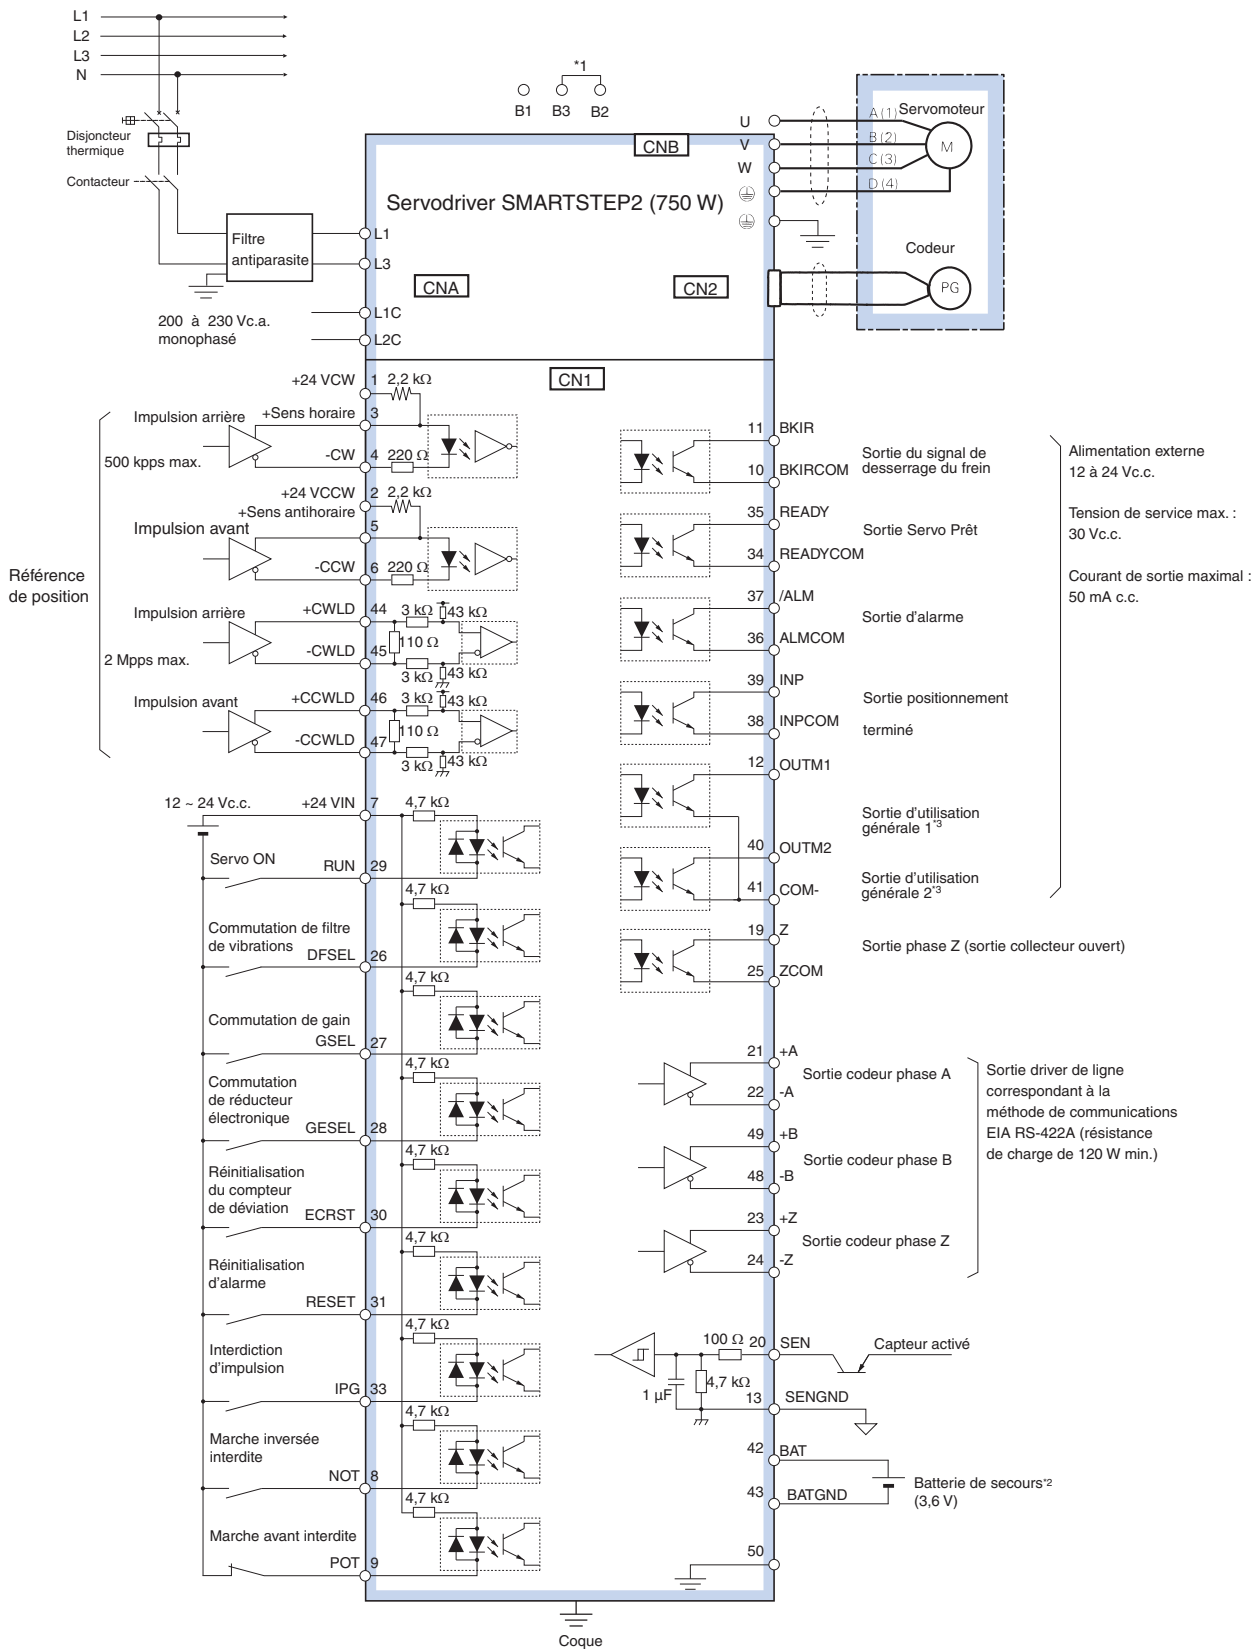 L1
L2
L3
N
Disjoncteur
thermique
Contacteur
*1
B1 B3 B2
CNB
U
V
W
A (1)
B (2)
C (3)
D (4)
Servomoteur
M
Servodriver SMARTSTEP2 (750 W)
Filtre
antiparasite
L1
L3
CNA
CN2
Codeur
PG
200 à 230 Vc.a.
monophasé
L1C
L2C
CN1
Référence
de position
+24 VCW 1 2,2 kΩ
Impulsion arrière
+Sens horaire 3
500 kpps max.
-CW 4 220 Ω
+24 VCCW 2 2,2 kΩ
+Sens antihoraire
Impulsion avant 5
-CCW 6 220 Ω
Impulsion arrière
+CWLD 44 3 kΩ 43 kΩ
110 Ω
2 Mpps max.
-CWLD 45
3 kΩ 43 kΩ
Impulsion avant
+CCWLD 46 3 kΩ 43 kΩ
110 Ω
-CCWLD 47
3 kΩ 43 kΩ
12 ~ 24 Vc.c. +24 VIN 7 4,7 kΩ
Servo ON
RUN 29
4,7 kΩ
Commutation de filtre
de vibrations
DFSEL 26
4,7 kΩ
Commutation de gain
GSEL 27
4,7 kΩ
Commutation
de réducteur
électronique
GESEL 28
4,7 kΩ
Réinitialisation
du compteur
de déviation
ECRST 30
4,7 kΩ
Réinitialisation
d'alarme
RESET 31
4,7 kΩ
Interdiction
d'impulsion
IPG 33
4,7 kΩ
Marche inversée
interdite
NOT 8
4,7 kΩ
Marche avant interdite
POT 9
11 BKIR
Sortie du signal de
desserrage du frein
10 BKIRCOM
35 READY
Sortie Servo Prêt
34 READYCOM
37 /ALM
Sortie d'alarme
36 ALMCOM
39 INP
Sortie positionnement
38 INPCOM
terminé
12 OUTM1
Sortie d'utilisation
générale 1*3
40 OUTM2
Sortie d'utilisation
générale 2*3
41 COM-
19 Z
Sortie phase Z (sortie collecteur ouvert)
25 ZCOM
Alimentation externe
12 à 24 Vc.c.
Tension de service max. :
30 Vc.c.
Courant de sortie maximal :
50 mA c.c.
21 +A
Sortie codeur phase A
22 -A
49 +B
Sortie codeur phase B
48 -B
23 +Z
Sortie codeur phase Z
24 -Z
Sortie driver de ligne
correspondant à la
méthode de communications
EIA RS-422A (résistance
de charge de 120 W min.)
100 Ω 20 SEN
Capteur activé
1 μF 4,7 kΩ
13 SENGND
42 BAT
Batterie de secours*2
(3,6 V)
43 BATGND
50
Coque